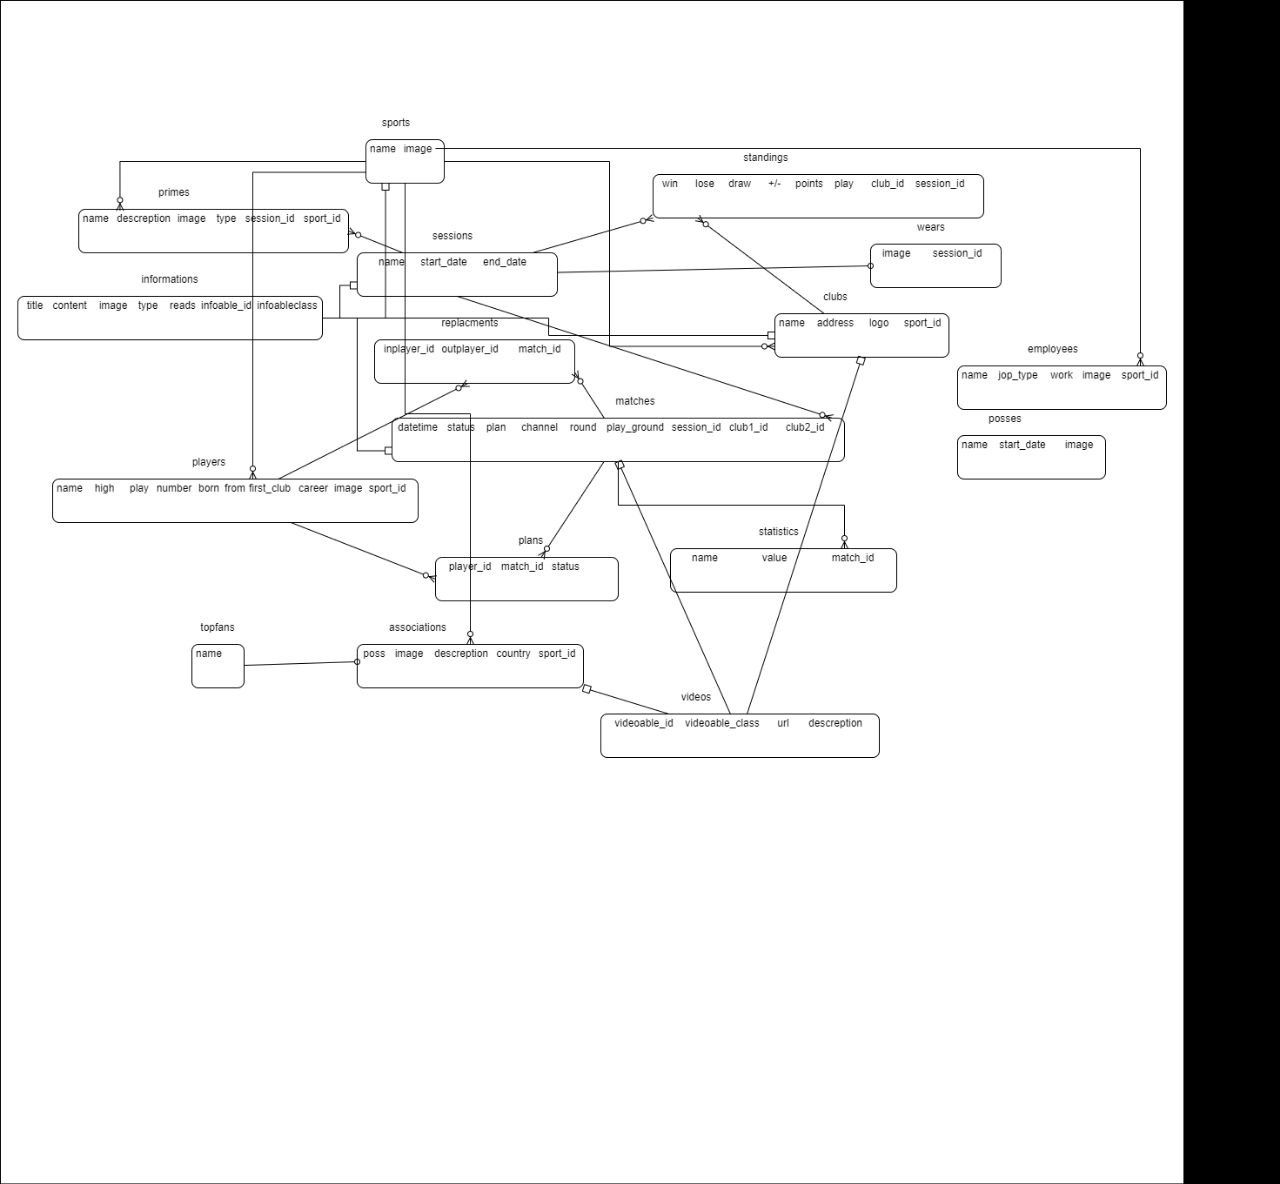 sports
name image
standings
win lose draw +/- points play club_id session_id
primes
name descreption image type session_id sport_id
wears
image session_id
sessions
name start_date end_date
informations
title content image type reads infoable_id infoableclass
clubs
name address logo sport_id
replacments
inplayer_id outplayer_id match_id
employees
name jop_type work image sport_id
matches
datetime status plan channel round play_ground session_id club1_id club2_id
posses
name start_date image
players
name high play number born from first_club career image sport_id
statistics
name value match_id
plans
player_id match_id status
topfans
name
associations
poss image descreption country sport_id
videos
videoable_id videoable_class url descreption